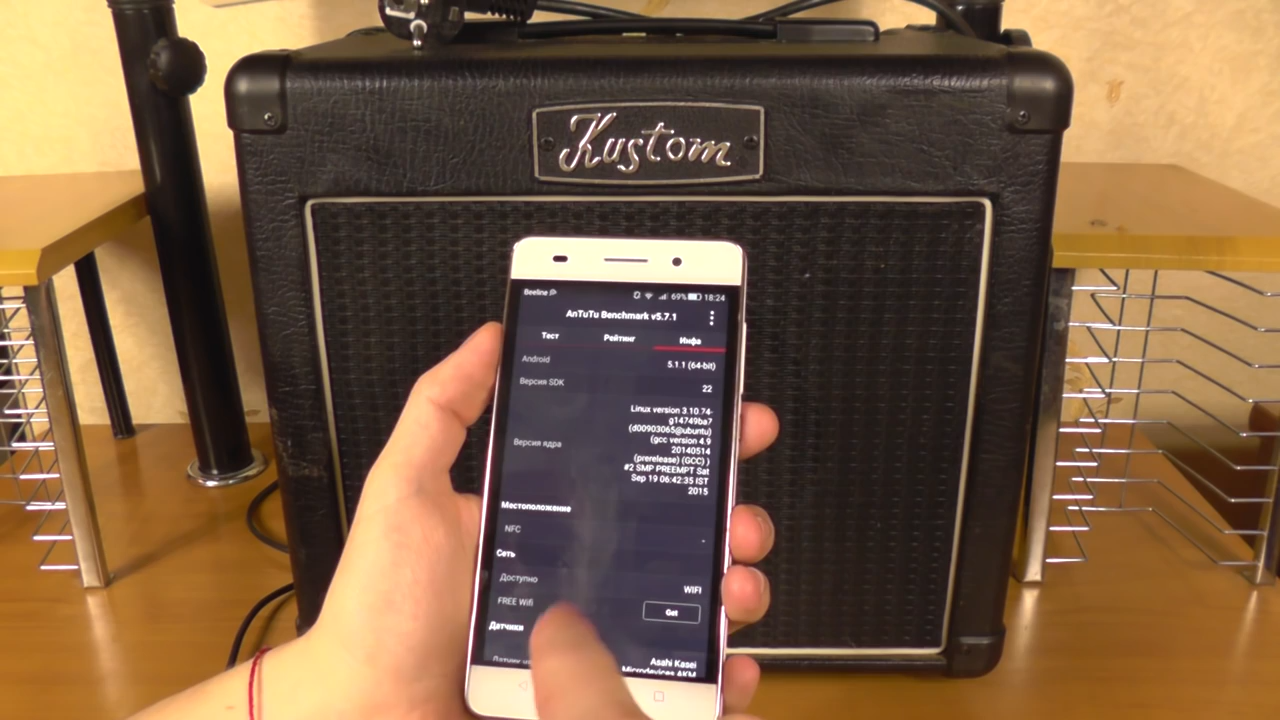 Kustom
Beeline
69% 18:24
AnTuTu Benchmark v5.7.1
Тест Рейтинг Инфа
Android 5.1.1 (64-bit)
Версия SDK 22
Версия ядра
Linux version 3.10.74-
g14749ba7
(d00903065@ubuntu)
(gcc version 4.9
20140514
(prerelease) (GCC) )
#2 SMP PREEMPT Sat
Sep 19 06:42:35 IST
2015
Местоположение
NFC -
Сеть
Доступно WIFI
FREE Wifi Get
Датчики
Asahi Kasei
Microdevices AKM